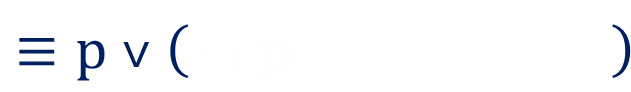 ≡ p ∨ ( )